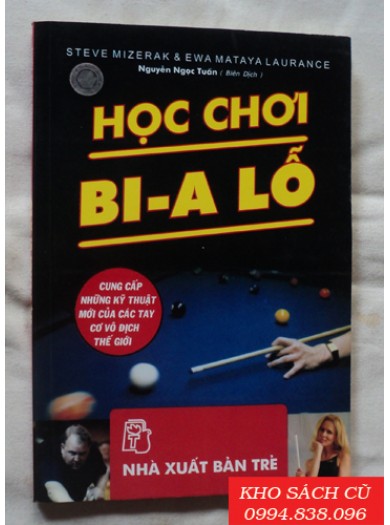 STEVE MIZERAK & EWA MATAYA LAURANCE
Nguyễn Ngọc Tuấn ( Biên Dịch )
HỌC CHƠI
BI-A LỖ
CUNG CẤP
NHỮNG KỸ THUẬT
MỚI CỦA CÁC TAY
CƠ VÔ ĐỊCH
THẾ GIỚI
NHÀ XUẤT BẢN TRẺ
KHO SÁCH CŨ
0994.838.096